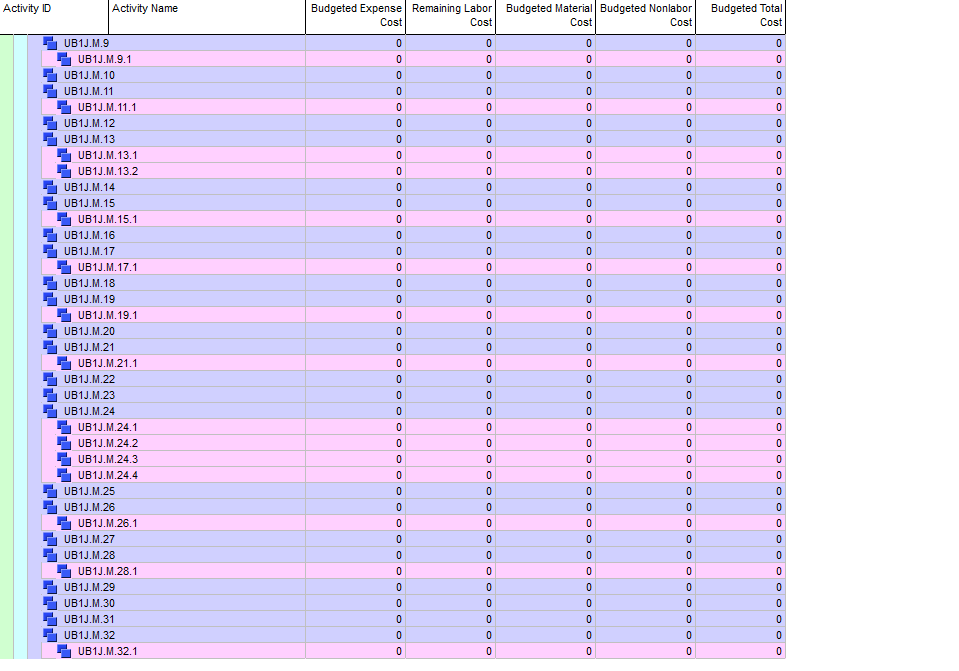 Activity ID Activity Name Budgeted Expense Cost Remaining Labor Cost Budgeted Material Cost Budgeted Nonlabor Cost Budgeted Total Cost
UB1J.M.9 0 0 0 0 0
UB1J.M.9.1 0 0 0 0 0
UB1J.M.10 0 0 0 0 0
UB1J.M.11 0 0 0 0 0
UB1J.M.11.1 0 0 0 0 0
UB1J.M.12 0 0 0 0 0
UB1J.M.13 0 0 0 0 0
UB1J.M.13.1 0 0 0 0 0
UB1J.M.13.2 0 0 0 0 0
UB1J.M.14 0 0 0 0 0
UB1J.M.15 0 0 0 0 0
UB1J.M.15.1 0 0 0 0 0
UB1J.M.16 0 0 0 0 0
UB1J.M.17 0 0 0 0 0
UB1J.M.17.1 0 0 0 0 0
UB1J.M.18 0 0 0 0 0
UB1J.M.19 0 0 0 0 0
UB1J.M.19.1 0 0 0 0 0
UB1J.M.20 0 0 0 0 0
UB1J.M.21 0 0 0 0 0
UB1J.M.21.1 0 0 0 0 0
UB1J.M.22 0 0 0 0 0
UB1J.M.23 0 0 0 0 0
UB1J.M.24 0 0 0 0 0
UB1J.M.24.1 0 0 0 0 0
UB1J.M.24.2 0 0 0 0 0
UB1J.M.24.3 0 0 0 0 0
UB1J.M.24.4 0 0 0 0 0
UB1J.M.25 0 0 0 0 0
UB1J.M.26 0 0 0 0 0
UB1J.M.26.1 0 0 0 0 0
UB1J.M.27 0 0 0 0 0
UB1J.M.28 0 0 0 0 0
UB1J.M.28.1 0 0 0 0 0
UB1J.M.29 0 0 0 0 0
UB1J.M.30 0 0 0 0 0
UB1J.M.31 0 0 0 0 0
UB1J.M.32 0 0 0 0 0
UB1J.M.32.1 0 0 0 0 0